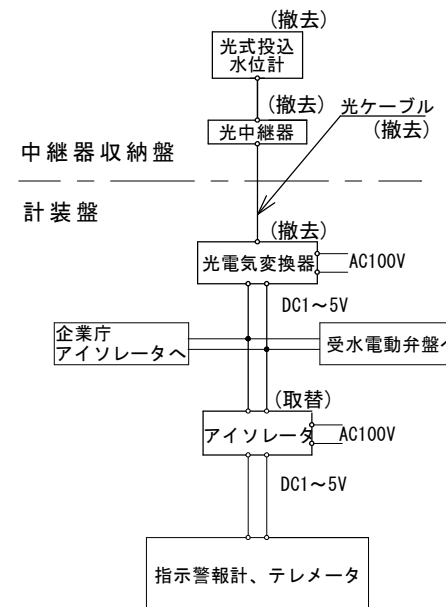 (撤去)
光式投込
水位計
(撤去)
光中継器
光ケーブル
(撤去)
中継器収納盤
計装盤
(撤去)
光電気変換器
AC100V
DC1～5V
企業庁
アイソレータへ
受水電動弁盤へ
(取替)
アイソレータ
AC100V
DC1～5V
指示警報計、テレメータ